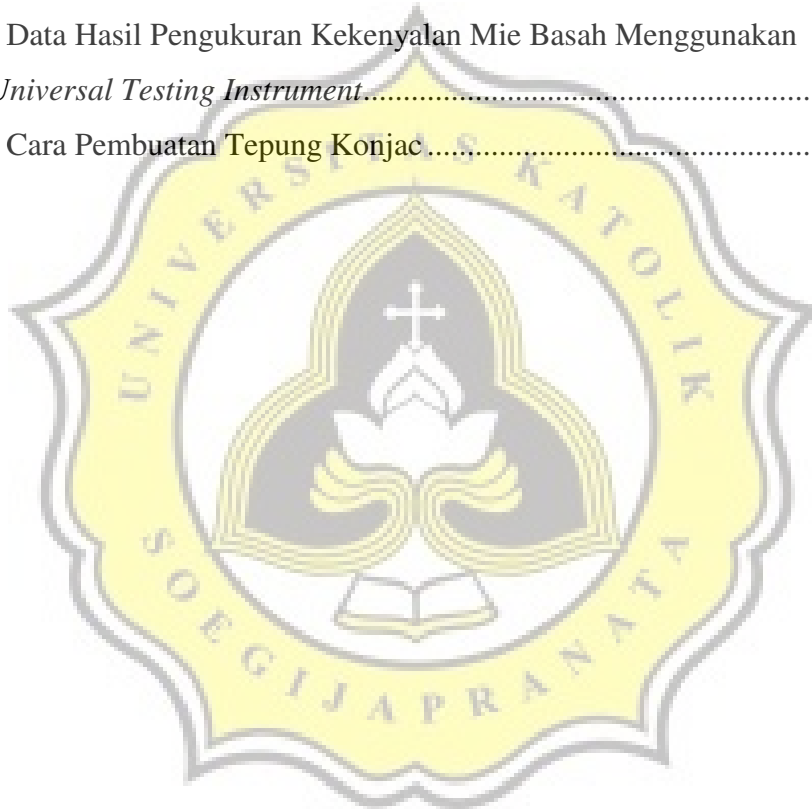 Data Hasil Pengukuran Kekenyalan Mie Basah Menggunakan
Universal Testing Instrument................................................................
Cara Pembuatan Tepung Konjac........................................................
UNIVERSITAS KATOLIK
SOEGIJAPRANATA